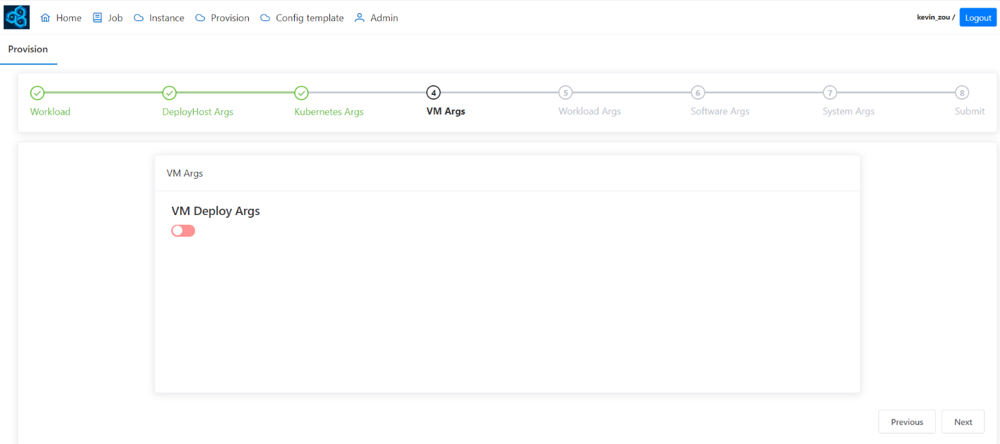 Home Job Instance Provision Config template Admin kevin_zou / Logout
Provision
4 5 6 7 8
Workload DeployHost Args Kubernetes Args VM Args Workload Args Software Args System Args Submit
VM Args
VM Deploy Args
Previous Next